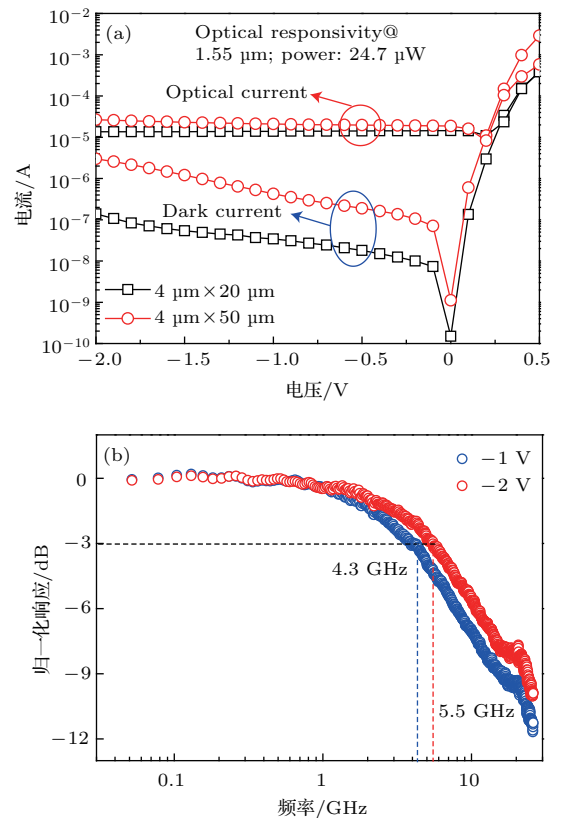 (a)
Optical responsivity@
1.55 µm; power: 24.7 µW
Optical current
Dark current
4 µm×20 µm
4 µm×50 µm
10⁻²
10⁻³
10⁻⁴
10⁻⁵
10⁻⁶
10⁻⁷
10⁻⁸
10⁻⁹
10⁻¹⁰
电流/A
−2.0 −1.5 −1.0 −0.5 0 0.5
电压/V
(b)
−1 V
−2 V
0
−3
−6
−9
−12
4.3 GHz
5.5 GHz
归一化响应/dB
0.1 1 10
频率/GHz